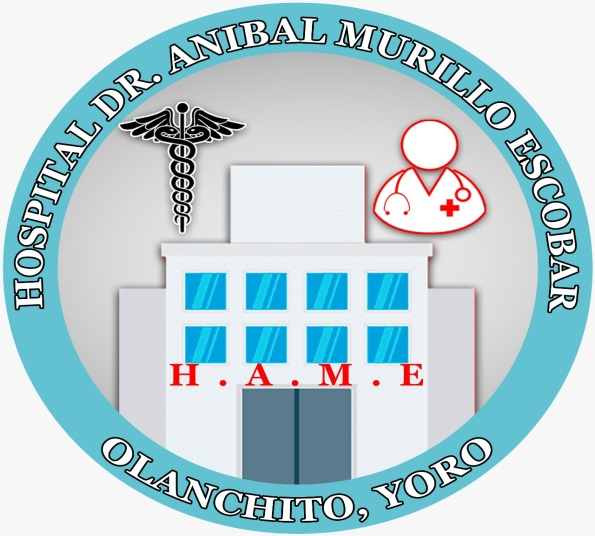 HOSPITAL DR. ANIBAL MURILLO ESCOBAR
H . A . M . E
OLANCHITO, YORO